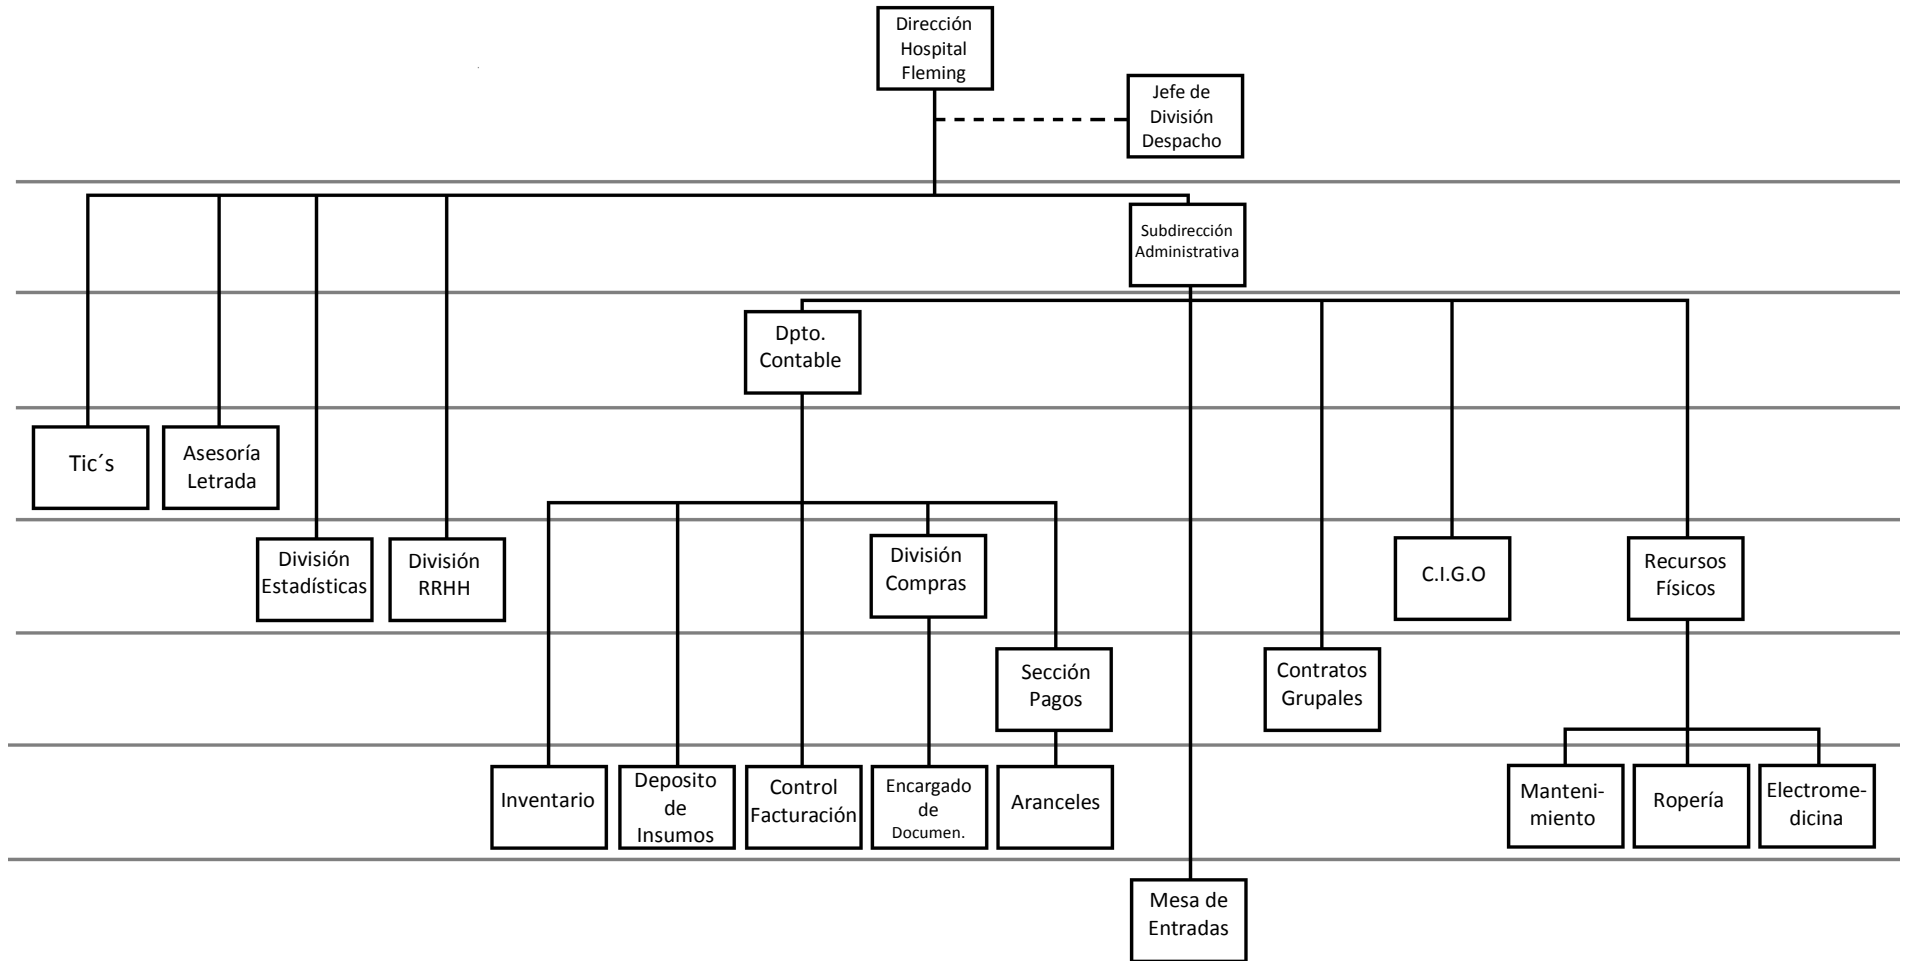 Dirección
Hospital
Fleming
Jefe de
División
Despacho
Subdirección
Administrativa
Dpto.
Contable
Tic´s
Asesoría
Letrada
División
Estadísticas
División
RRHH
División
Compras
C.I.G.O
Recursos
Físicos
Sección
Pagos
Contratos
Grupales
Inventario
Deposito
de
Insumos
Control
Facturación
Encargado
de
Documen.
Aranceles
Manteni-
miento
Ropería
Electrome-
dicina
Mesa de
Entradas